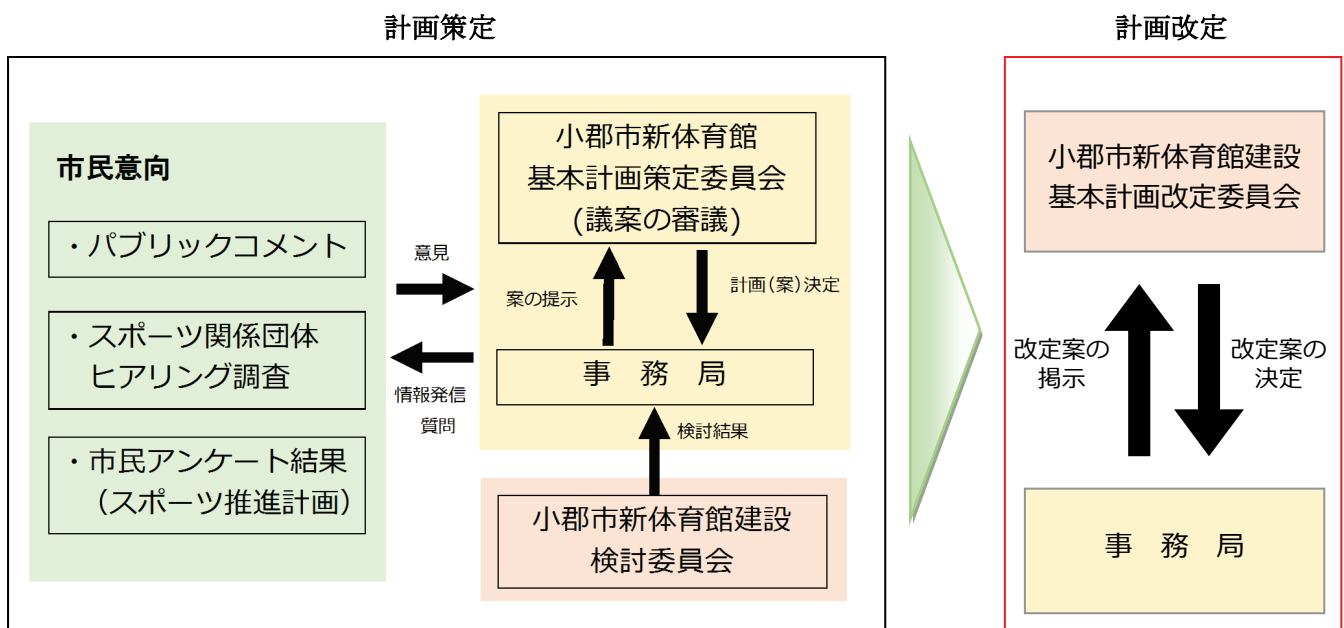 計画策定
市民意向
・パブリックコメント
・スポーツ関係団体
ヒアリング調査
・市民アンケート結果
（スポーツ推進計画）
意見
情報発信
質問
小郡市新体育館
基本計画策定委員会
(議案の審議)
案の提示
計画(案)決定
事　務　局
検討結果
小郡市新体育館建設
検討委員会
計画改定
小郡市新体育館建設
基本計画改定委員会
改定案の
掲示
改定案の
決定
事　務　局